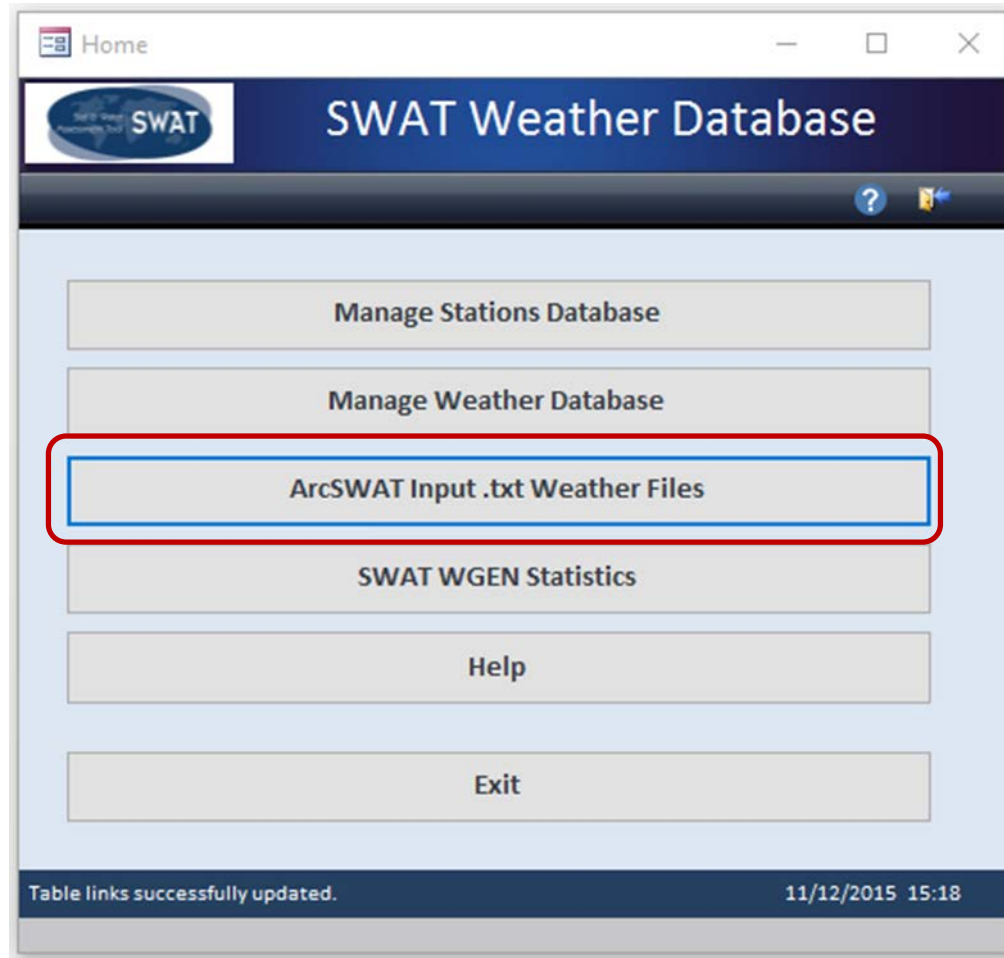 Home
SWAT
SWAT Weather Database
?
Manage Stations Database
Manage Weather Database
ArcSWAT Input .txt Weather Files
SWAT WGEN Statistics
Help
Exit
Table links successfully updated. 11/12/2015 15:18